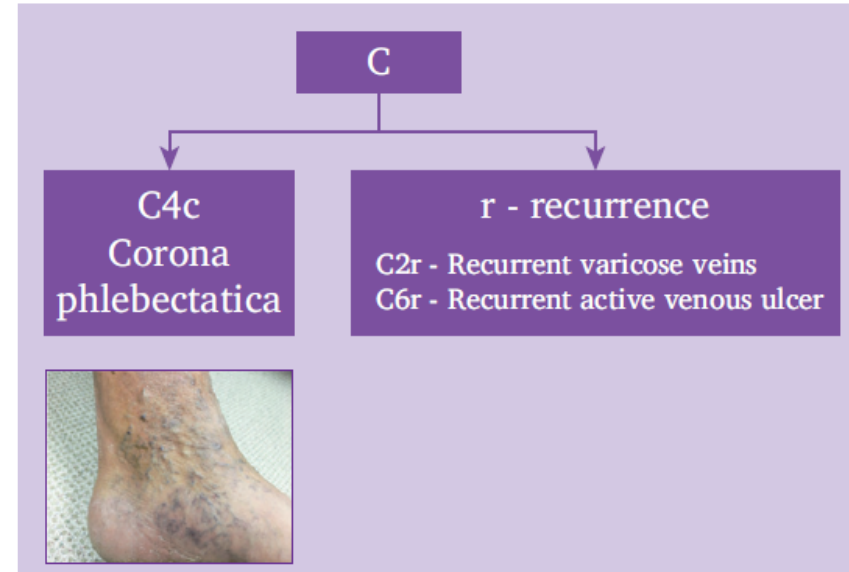 C
C4c
Corona
phlebectatica
r - recurrence
C2r - Recurrent varicose veins
C6r - Recurrent active venous ulcer